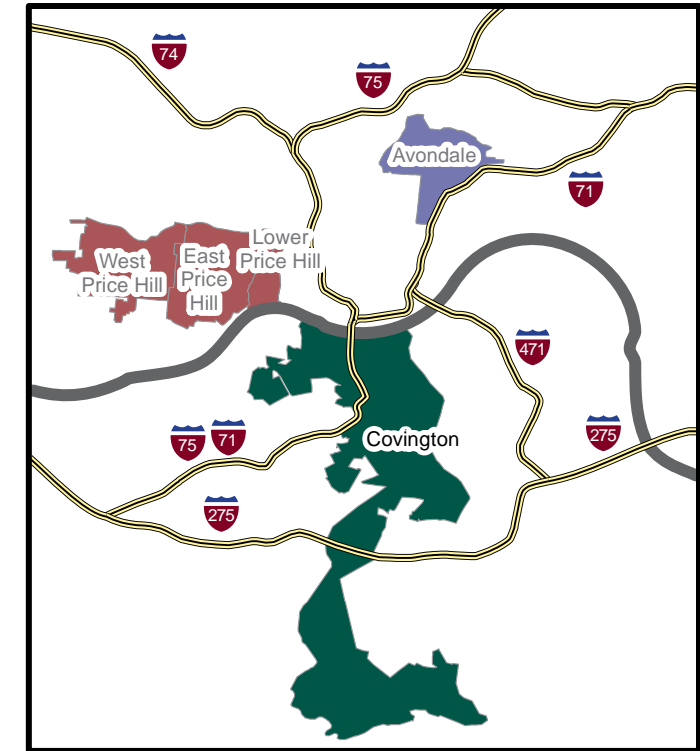 74
75
Avondale
71
Lower
Price Hill
West
Price Hill
East
Price
Hill
471
75
71
Covington
275
275